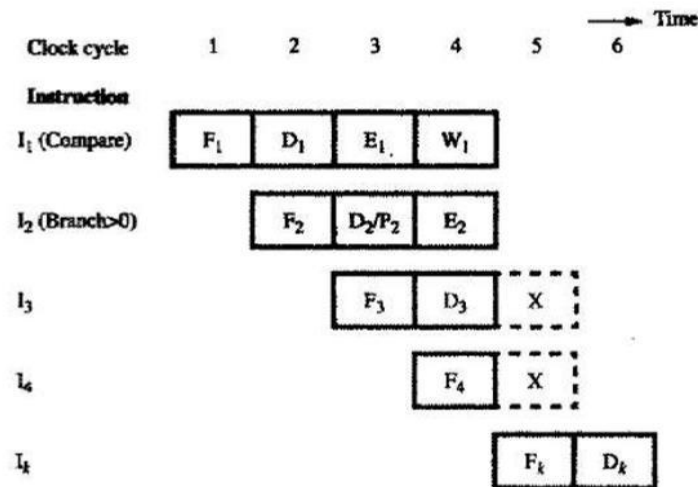 Time
Clock cycle 1 2 3 4 5 6
Instruction
I₁ (Compare) F₁ D₁ E₁ W₁
I₂ (Branch>0) F₂ D₂/P₂ E₂
I₃ F₃ D₃ X
I₄ F₄ X
Iₖ Fₖ Dₖ